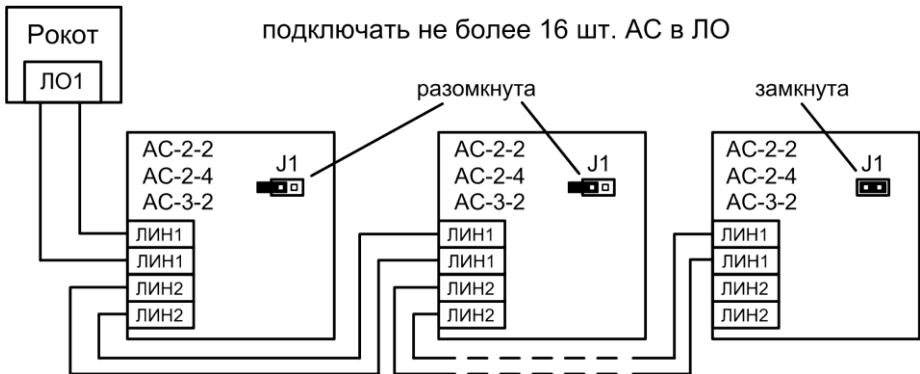 Рокот
ЛО1
подключать не более 16 шт. АС в ЛО
разомкнута
замкнута
АС-2-2
АС-2-4
АС-3-2
J1
ЛИН1
ЛИН1
ЛИН2
ЛИН2
АС-2-2
АС-2-4
АС-3-2
J1
ЛИН1
ЛИН1
ЛИН2
ЛИН2
АС-2-2
АС-2-4
АС-3-2
J1
ЛИН1
ЛИН1
ЛИН2
ЛИН2